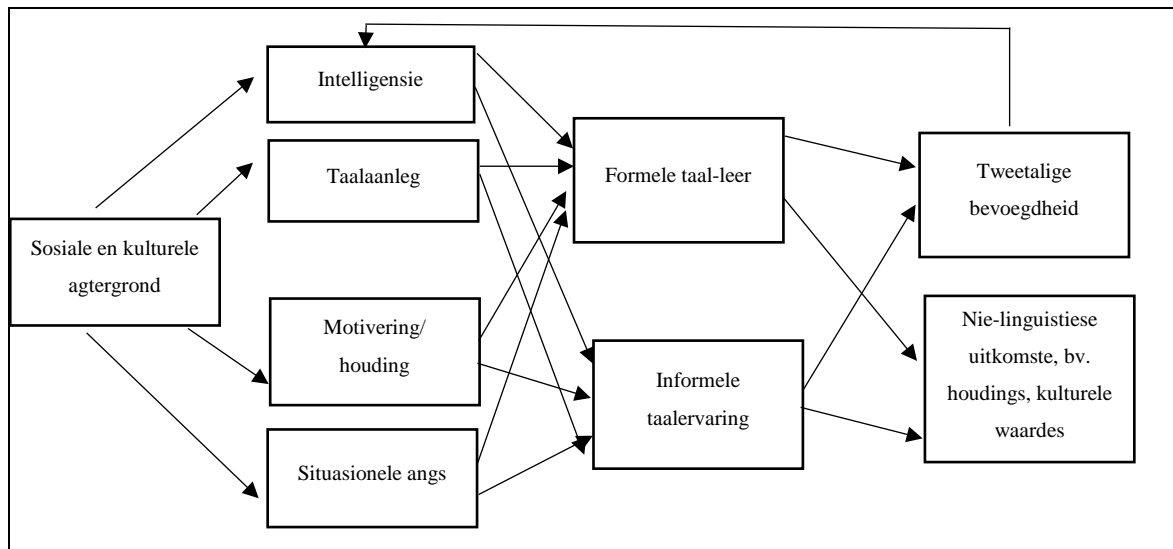 Sosiale en kulturele
agtergrond
Intelligensie
Taalaanleg
Motivering/
houding
Situasionele angs
Formele taal-leer
Informele
taalervaring
Tweetalige
bevoegdheid
Nie-linguistiese
uitkomste, bv.
houdings, kulturele
waardes